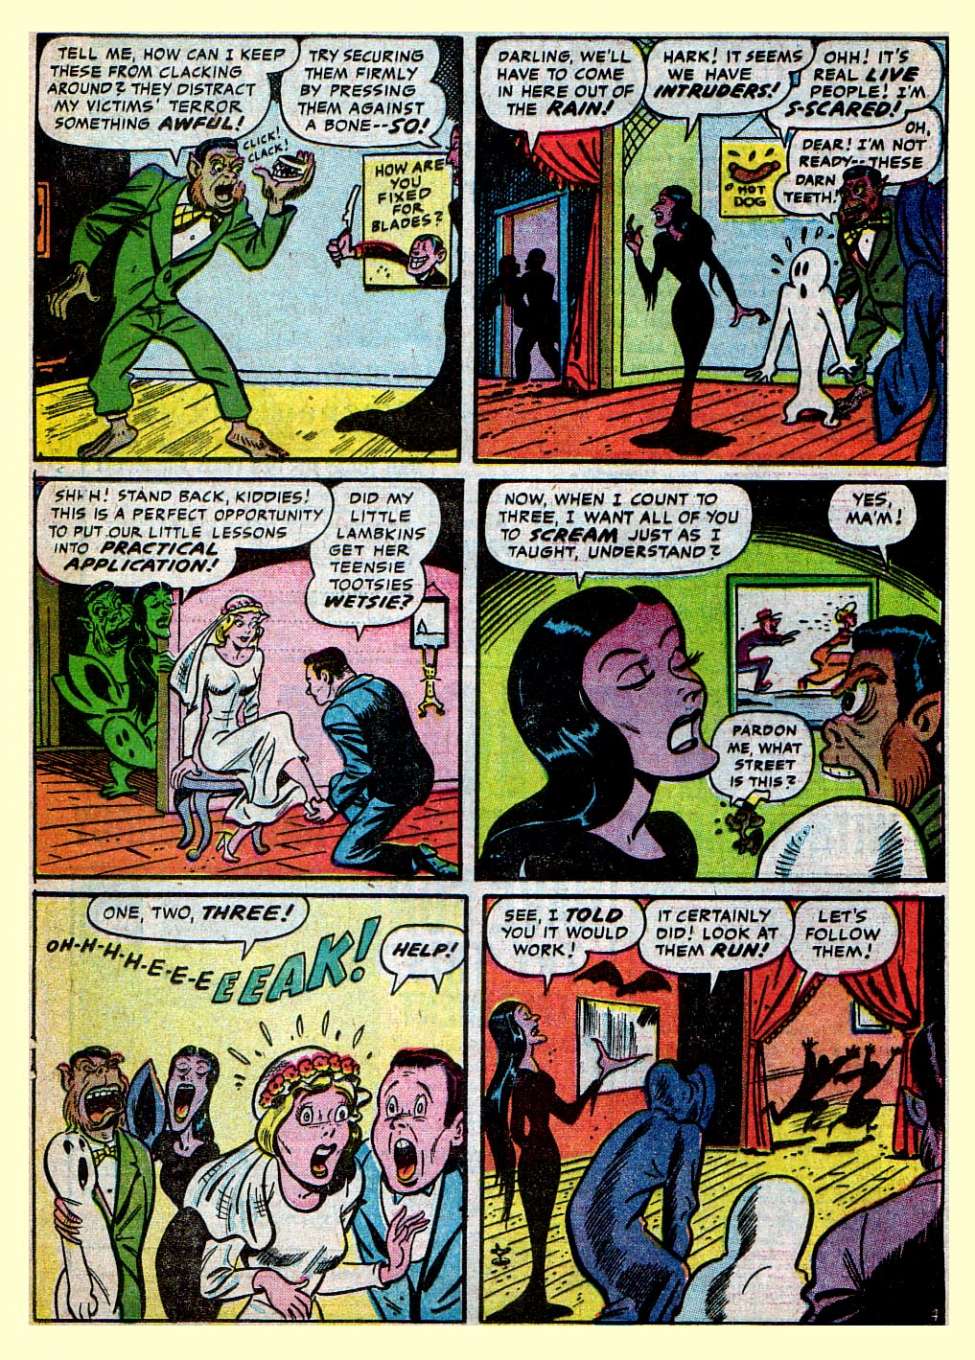 TELL ME, HOW CAN I KEEP
THESE FROM CLACKING
AROUND? THEY DISTRACT
MY VICTIMS' TERROR
SOMETHING AWFUL!
TRY SECURING
THEM FIRMLY
BY PRESSING
THEM AGAINST
A BONE--SO!
CLICK!
CLACK!
HOW ARE
YOU
FIXED
FOR
BLADES?
DARLING, WE'LL
HAVE TO COME
IN HERE OUT OF
THE RAIN!
HARK! IT SEEMS
WE HAVE
INTRUDERS!
OHH! IT'S
REAL LIVE
PEOPLE! I'M
S-SCARED!
OH,
DEAR! I'M NOT
READY--THESE
DARN
TEETH!
HOT
DOG
SHH-H! STAND BACK, KIDDIES!
THIS IS A PERFECT OPPORTUNITY
TO PUT OUR LITTLE LESSONS
INTO PRACTICAL
APPLICATION!
DID MY
LITTLE
LAMBKINS
GET HER
TEENSIE
TOOTSIES
WETSIE?
NOW, WHEN I COUNT TO
THREE, I WANT ALL OF YOU
TO SCREAM JUST AS I
TAUGHT, UNDERSTAND?
YES,
MA'M!
PARDON
ME, WHAT
STREET
IS THIS?
ONE, TWO, THREE!
OH-H-H-H-E-E-E
EEEAK!
HELP!
SEE, I TOLD
YOU IT WOULD
WORK!
IT CERTAINLY
DID! LOOK AT
THEM RUN!
LET'S
FOLLOW
THEM!